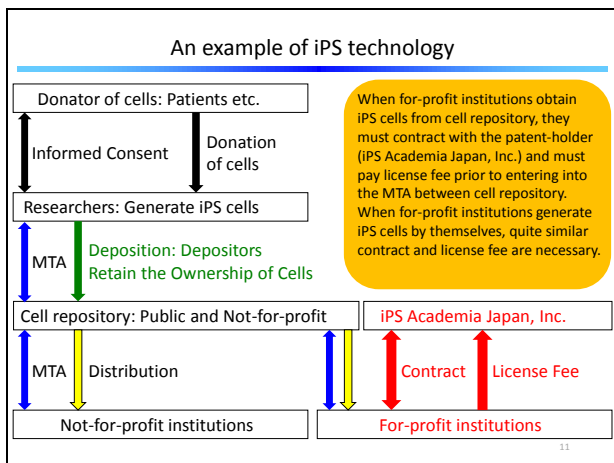 An example of iPS technology
Donator of cells: Patients etc.
Informed Consent
Donation
of cells
Researchers: Generate iPS cells
MTA
Deposition: Depositors
Retain the Ownership of Cells
When for-profit institutions obtain
iPS cells from cell repository, they
must contract with the patent-holder
(iPS Academia Japan, Inc.) and must
pay license fee prior to entering into
the MTA between cell repository.
When for-profit institutions generate
iPS cells by themselves, quite similar
contract and license fee are necessary.
Cell repository: Public and Not-for-profit
iPS Academia Japan, Inc.
MTA
Distribution
Contract
License Fee
Not-for-profit institutions
For-profit institutions
11